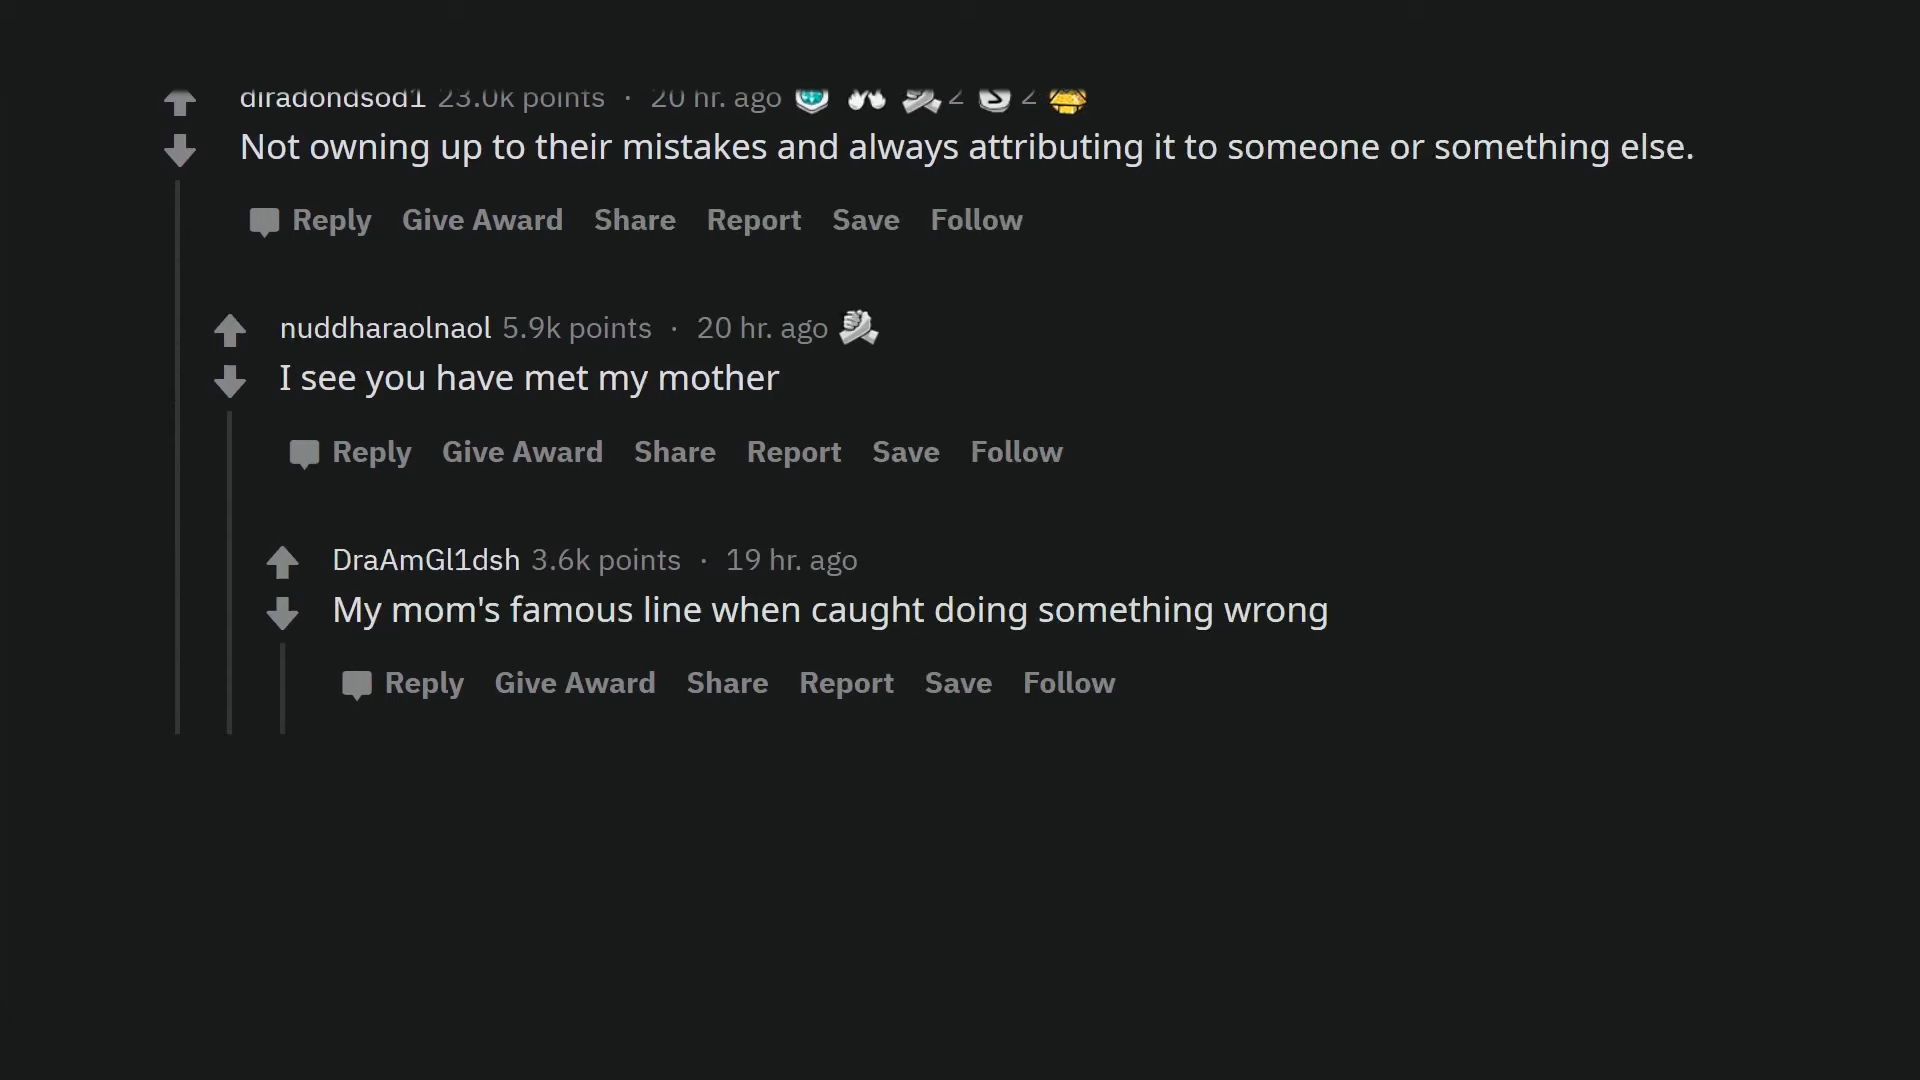 diradondsod1 23.0k points · 20 hr. ago 2 2
Not owning up to their mistakes and always attributing it to someone or something else.
Reply Give Award Share Report Save Follow
nuddharaolnaol 5.9k points · 20 hr. ago
I see you have met my mother
Reply Give Award Share Report Save Follow
DraAmGl1dsh 3.6k points · 19 hr. ago
My mom's famous line when caught doing something wrong
Reply Give Award Share Report Save Follow